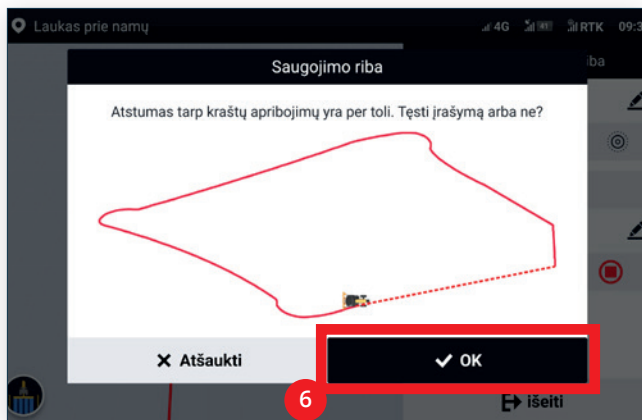 Laukas prie namų
4G
RTK
09:3
Saugojimo riba
iba
Atstumas tarp kraštų apribojimų yra per toli. Tęsti įrašymą arba ne?
Atšaukti
OK
6
išeiti